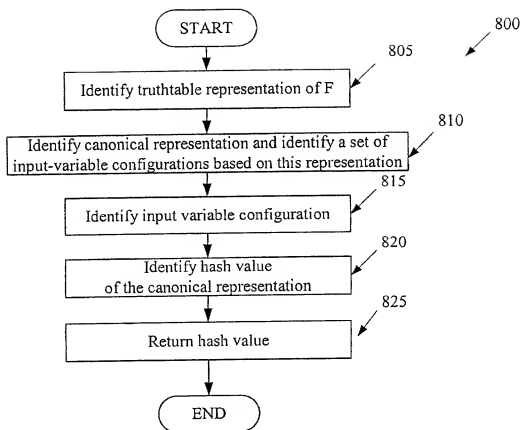 START
800
805
Identify truthtable representation of F
810
Identify canonical representation and identify a set of
input-variable configurations based on this representation
815
Identify input variable configuration
820
Identify hash value
of the canonical representation
825
Return hash value
END